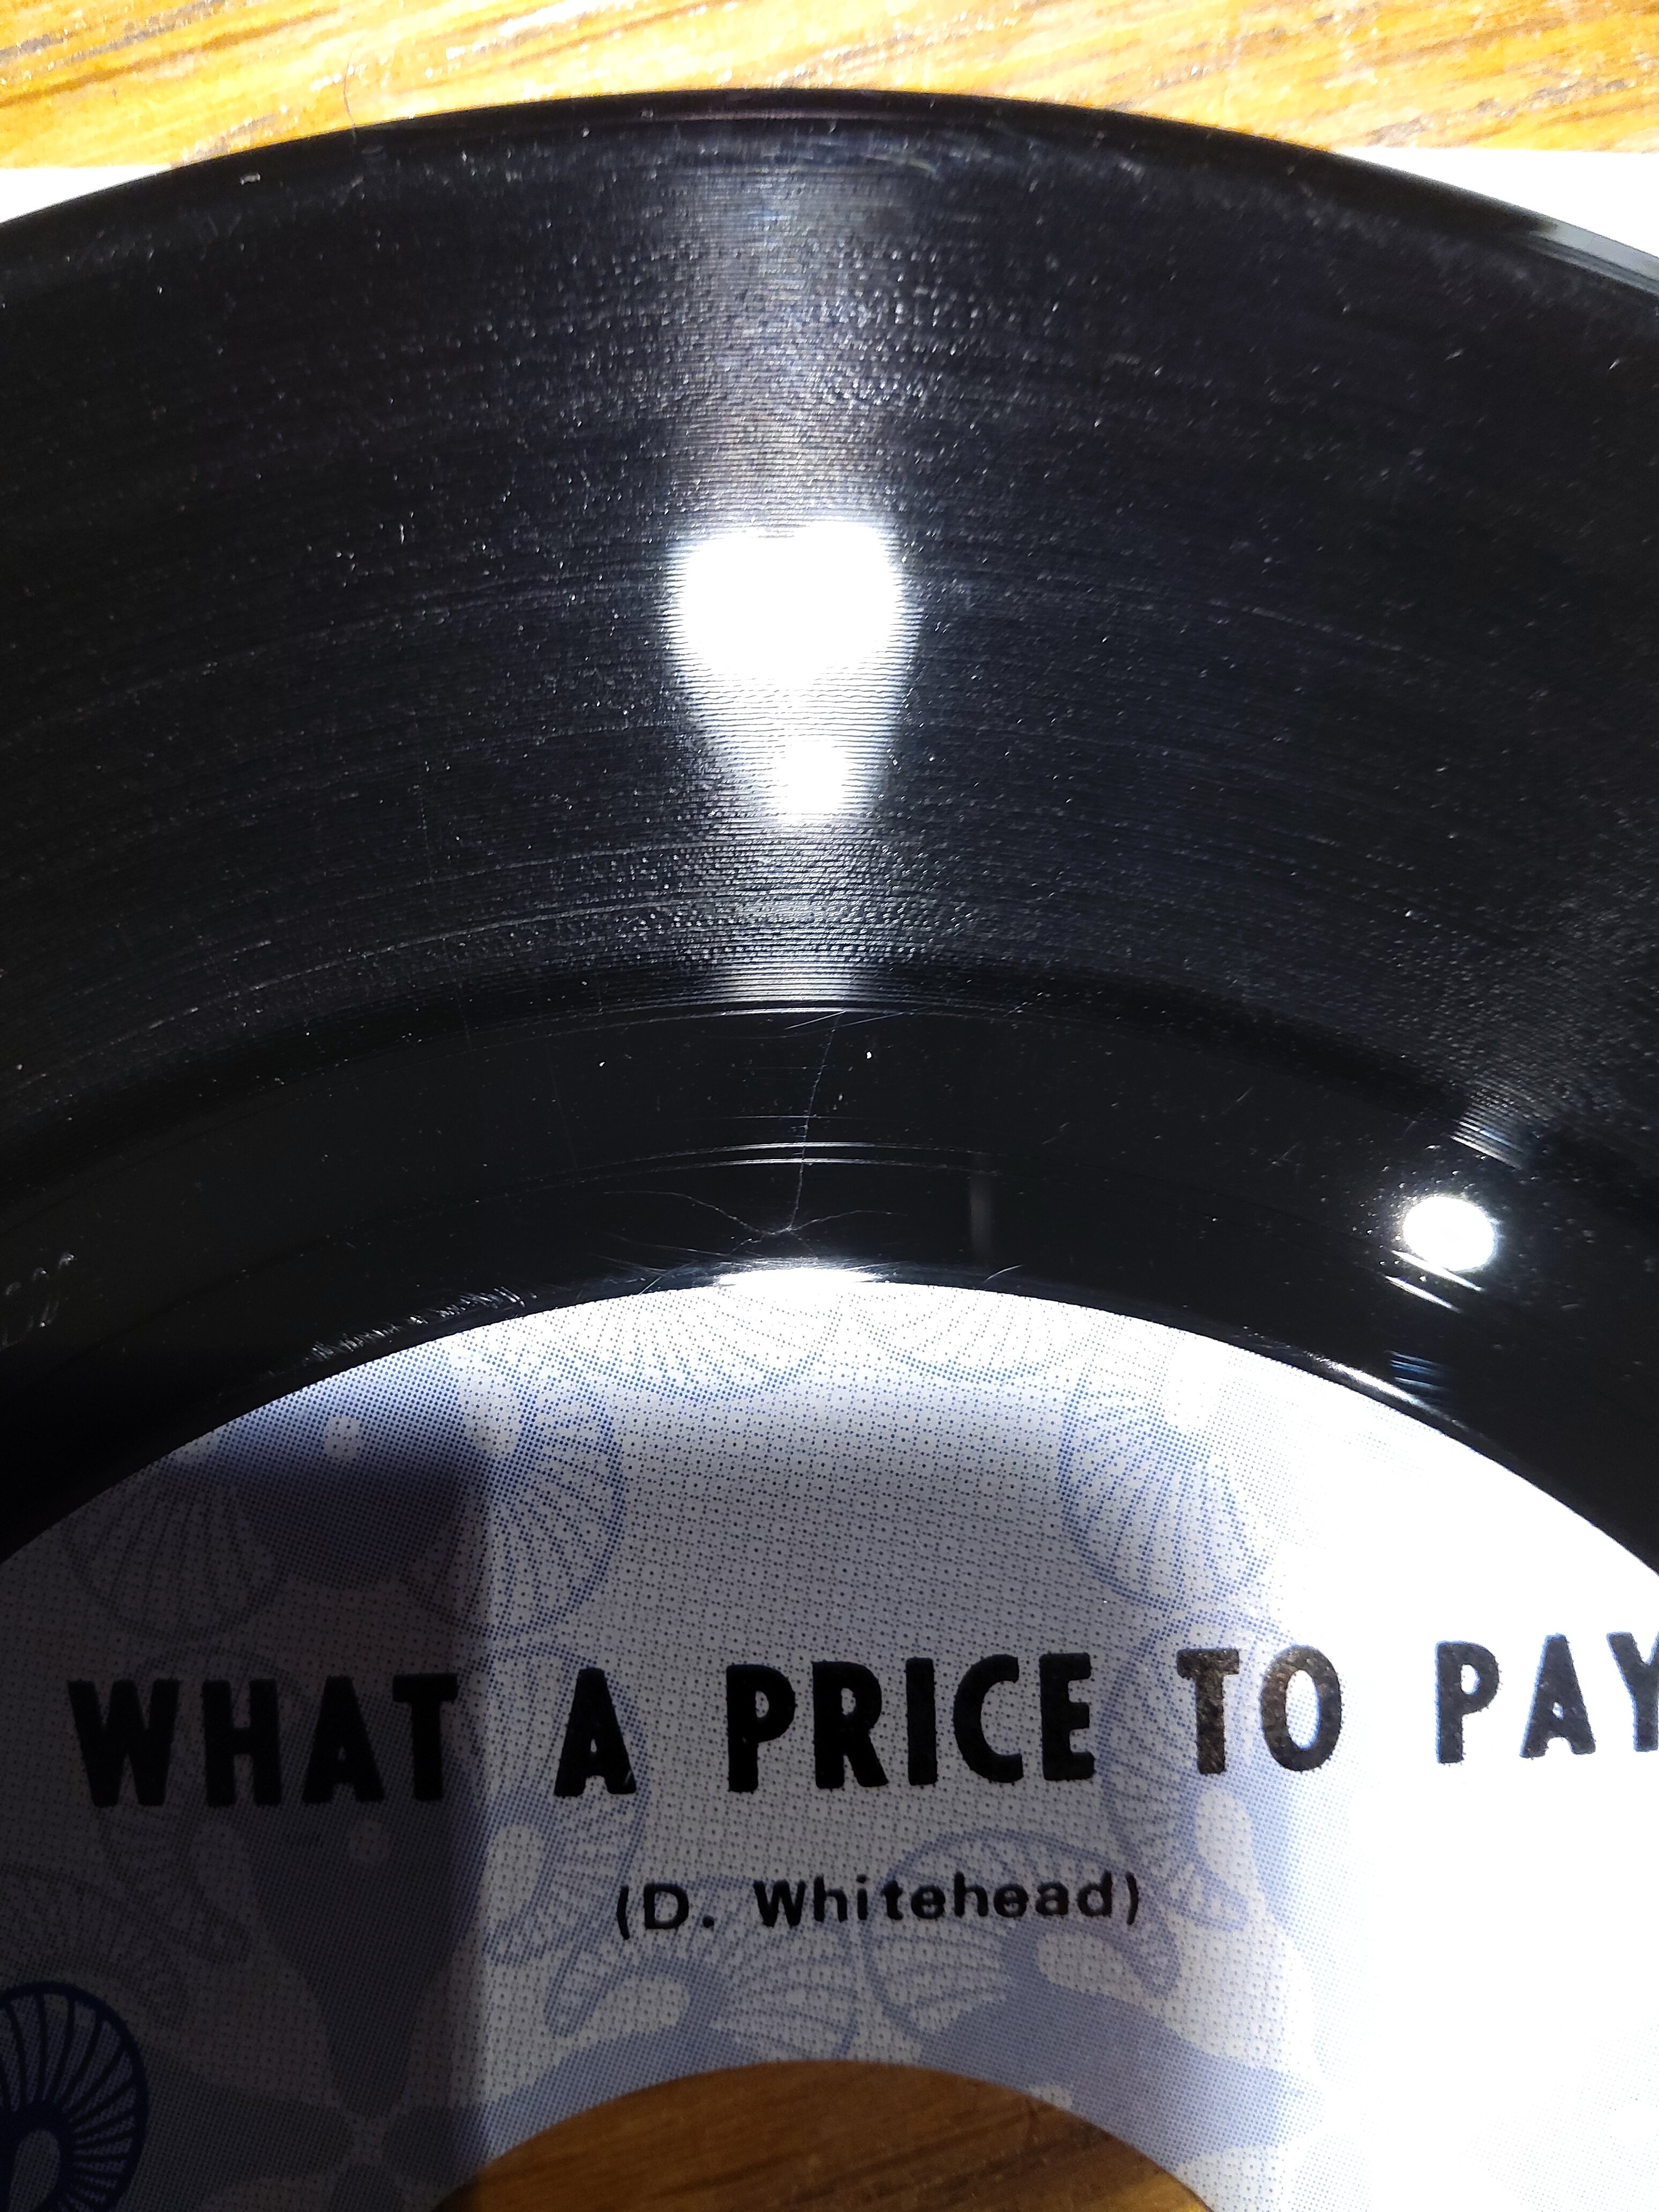 WHAT A PRICE TO PAY
(D. Whitehead)